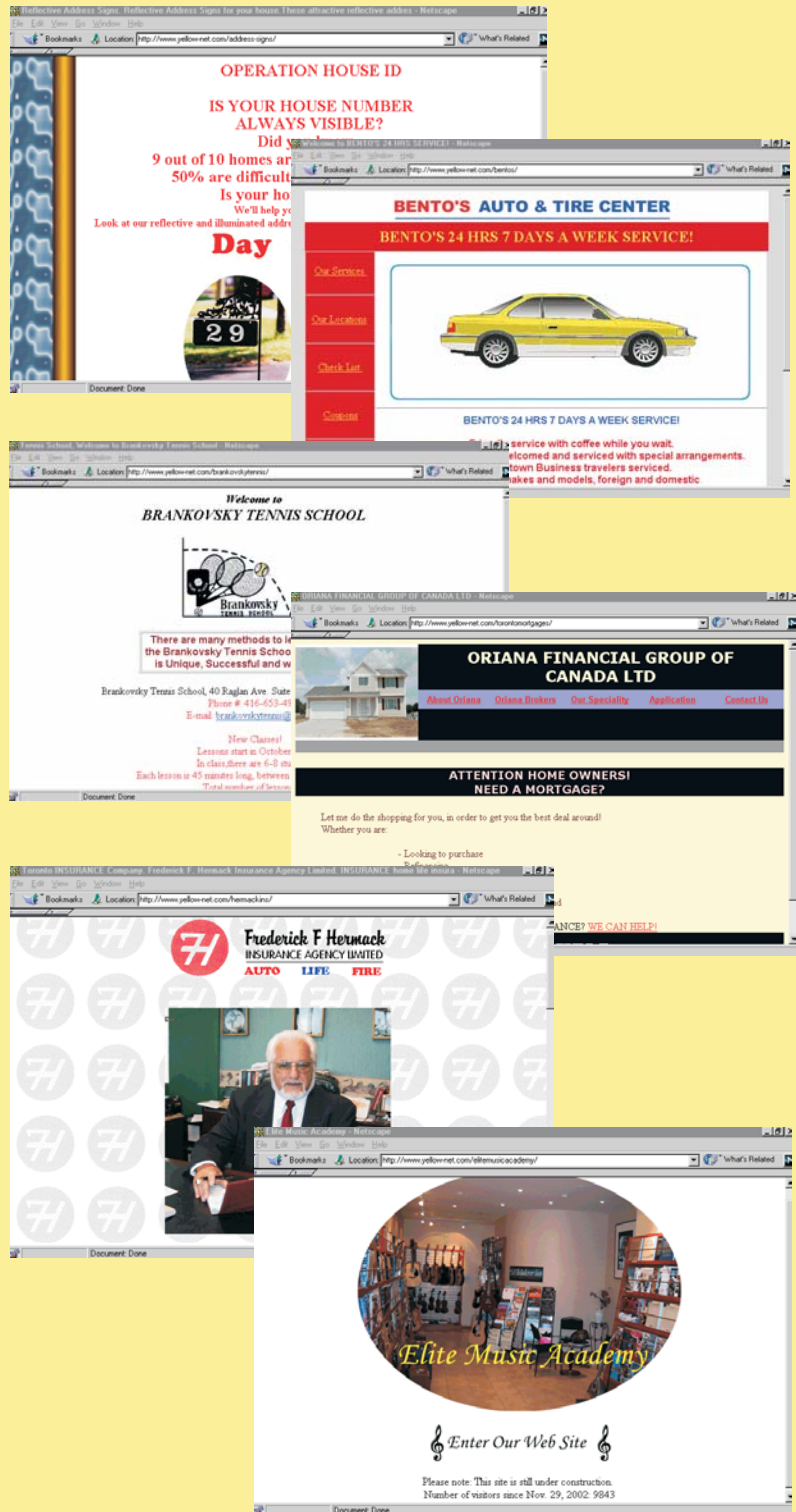 Reflective Address Signs. Reflective Address Signs for your house.These attractive reflective addres - Netscape
File Edit View Go Window Help
Bookmarks Location: http://www.yellow-net.com/address-signs/ What's Related
OPERATION HOUSE ID
IS YOUR HOUSE NUMBER
ALWAYS VISIBLE?
Did
9 out of 10 homes
50% are difficult
Is your
We'll help
Look at our reflective and illuminated
Day
29
Document: Done
Welcome to BENTO'S 24 HRS SERVICE! - Netscape
File Edit View Go Window Help
Bookmarks Location: http://www.yellow-net.com/bentos/ What's Related
BENTO'S AUTO & TIRE CENTER
BENTO'S 24 HRS 7 DAYS A WEEK SERVICE!
Our Services
Our Locations
Check List
Coupons
BENTO'S 24 HRS 7 DAYS A WEEK SERVICE!
service with coffee while you wait.
elcomed and serviced with special arrangements.
town Business travelers serviced.
akes and models, foreign and domestic
Tennis School, Welcome to Brankovsky Tennis School - Netscape
File Edit View Go Window Help
Bookmarks Location: http://www.yellow-net.com/brankovskytennis/ What's Related
Welcome to
BRANKOVSKY TENNIS SCHOOL
Brankovsky
TENNIS SCHOOL
There are many methods to le
the Brankovsky Tennis Schoo
is Unique, Successful and w
Brankovsky Tennis School, 40 Raglan Ave. Suite
Phone #: 416-653-49
E-mail: brankovskytennis@
New Classes!
Lessons start in October
In class,there are 6-8 stu
Each lesson is 45 minutes long, between
Total number of lesson
Document: Done
ORIANA FINANCIAL GROUP OF CANADA LTD - Netscape
File Edit View Go Window Help
Bookmarks Location: http://www.yellow-net.com/torontomortgages/ What's Related
ORIANA FINANCIAL GROUP OF
CANADA LTD
About Oriana Oriana Brokers Our Speciality Application Contact Us
ATTENTION HOME OWNERS!
NEED A MORTGAGE?
Let me do the shopping for you, in order to get you the best deal around!
Whether you are:
- Looking to purchase
- Refinancing
d
ANCE? WE CAN HELP!
Toronto INSURANCE Company. Frederick F. Hermack Insurance Agency Limited. INSURANCE home life insura - Netscape
File Edit View Go Window Help
Bookmarks Location: http://www.yellow-net.com/hermackins/ What's Related
Frederick F Hermack
INSURANCE AGENCY LIMITED
AUTO LIFE FIRE
Document: Done
Elite Music Academy - Netscape
File Edit View Go Window Help
Bookmarks Location: http://www.yellow-net.com/elitemusicacademy/ What's Related
Elite Music Academy
Enter Our Web Site
Please note: This site is still under construction.
Number of visitors since Nov. 29, 2002: 9843
Document: Done